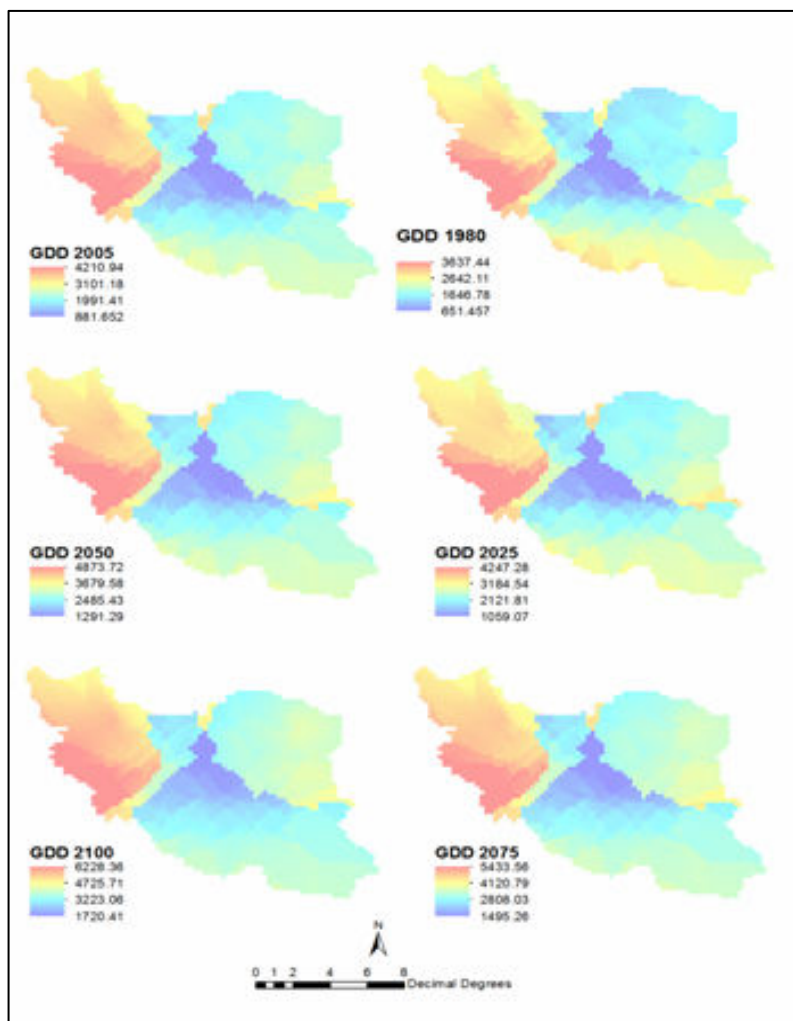 GDD 2005
4210.94
3101.18
1991.41
881.652
GDD 1980
3637.44
2642.11
1646.78
651.457
GDD 2050
4873.72
3679.58
2485.43
1291.29
GDD 2025
4247.28
3184.54
2121.81
1059.07
GDD 2100
6228.36
4725.71
3223.06
1720.41
GDD 2075
5433.56
4120.79
2808.03
1495.26
N
0 1 2 4 6 8
Decimal Degrees